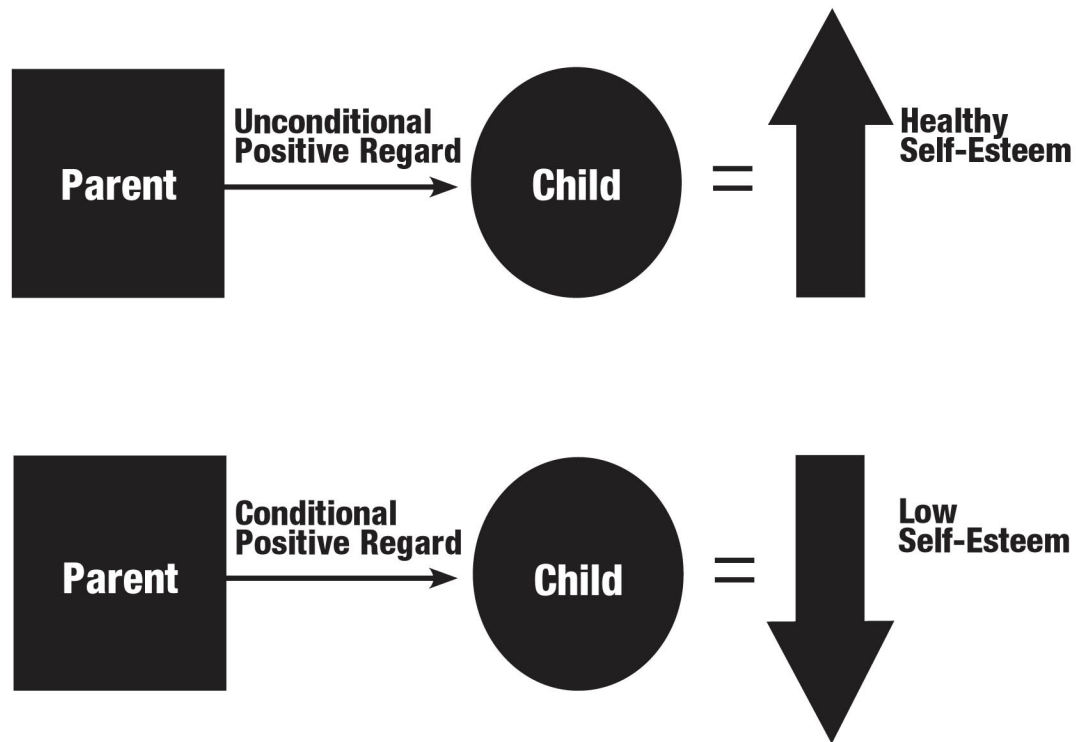 Parent
Unconditional
Positive Regard
Child
=
Healthy
Self-Esteem
Parent
Conditional
Positive Regard
Child
=
Low
Self-Esteem